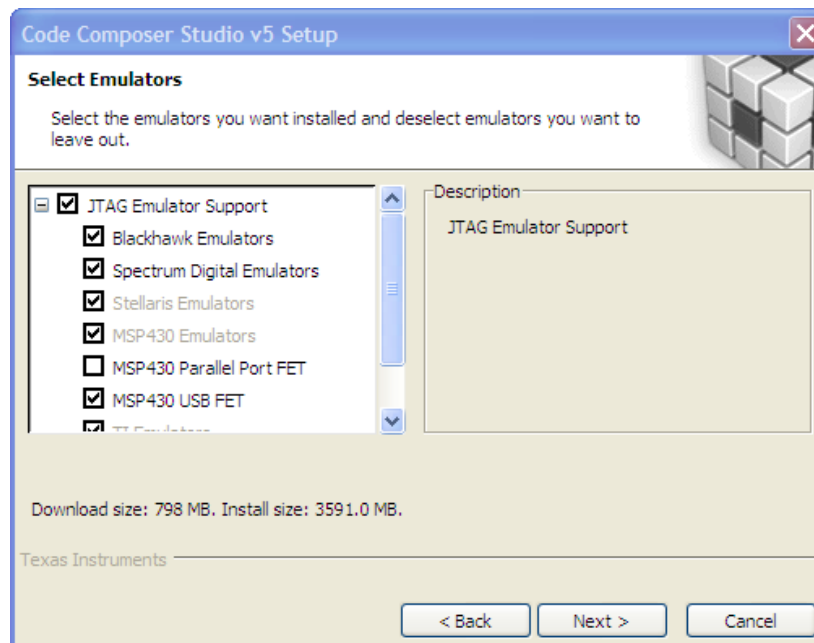 Code Composer Studio v5 Setup
Select Emulators
Select the emulators you want installed and deselect emulators you want to
leave out.
JTAG Emulator Support
Blackhawk Emulators
Spectrum Digital Emulators
Stellaris Emulators
MSP430 Emulators
MSP430 Parallel Port FET
MSP430 USB FET
TI Emulators
Description
JTAG Emulator Support
Download size: 798 MB. Install size: 3591.0 MB.
Texas Instruments
< Back
Next >
Cancel